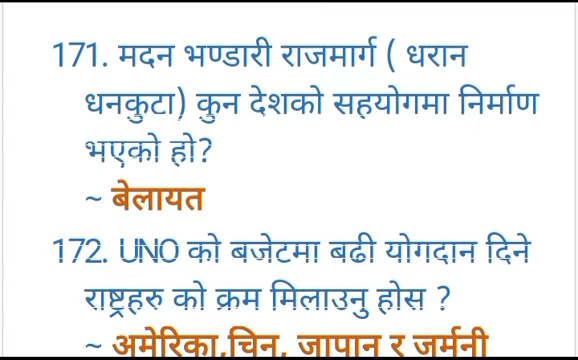 171. मदन भण्डारी राजमार्ग ( धरान
धनकुटा) कुन देशको सहयोगमा निर्माण
भएको हो?
~ बेलायत
172. UNO को बजेटमा बढी योगदान दिने
राष्ट्रहरु को क्रम मिलाउनु होस ?
~ अमेरिका,चिन, जापान र जर्मनी